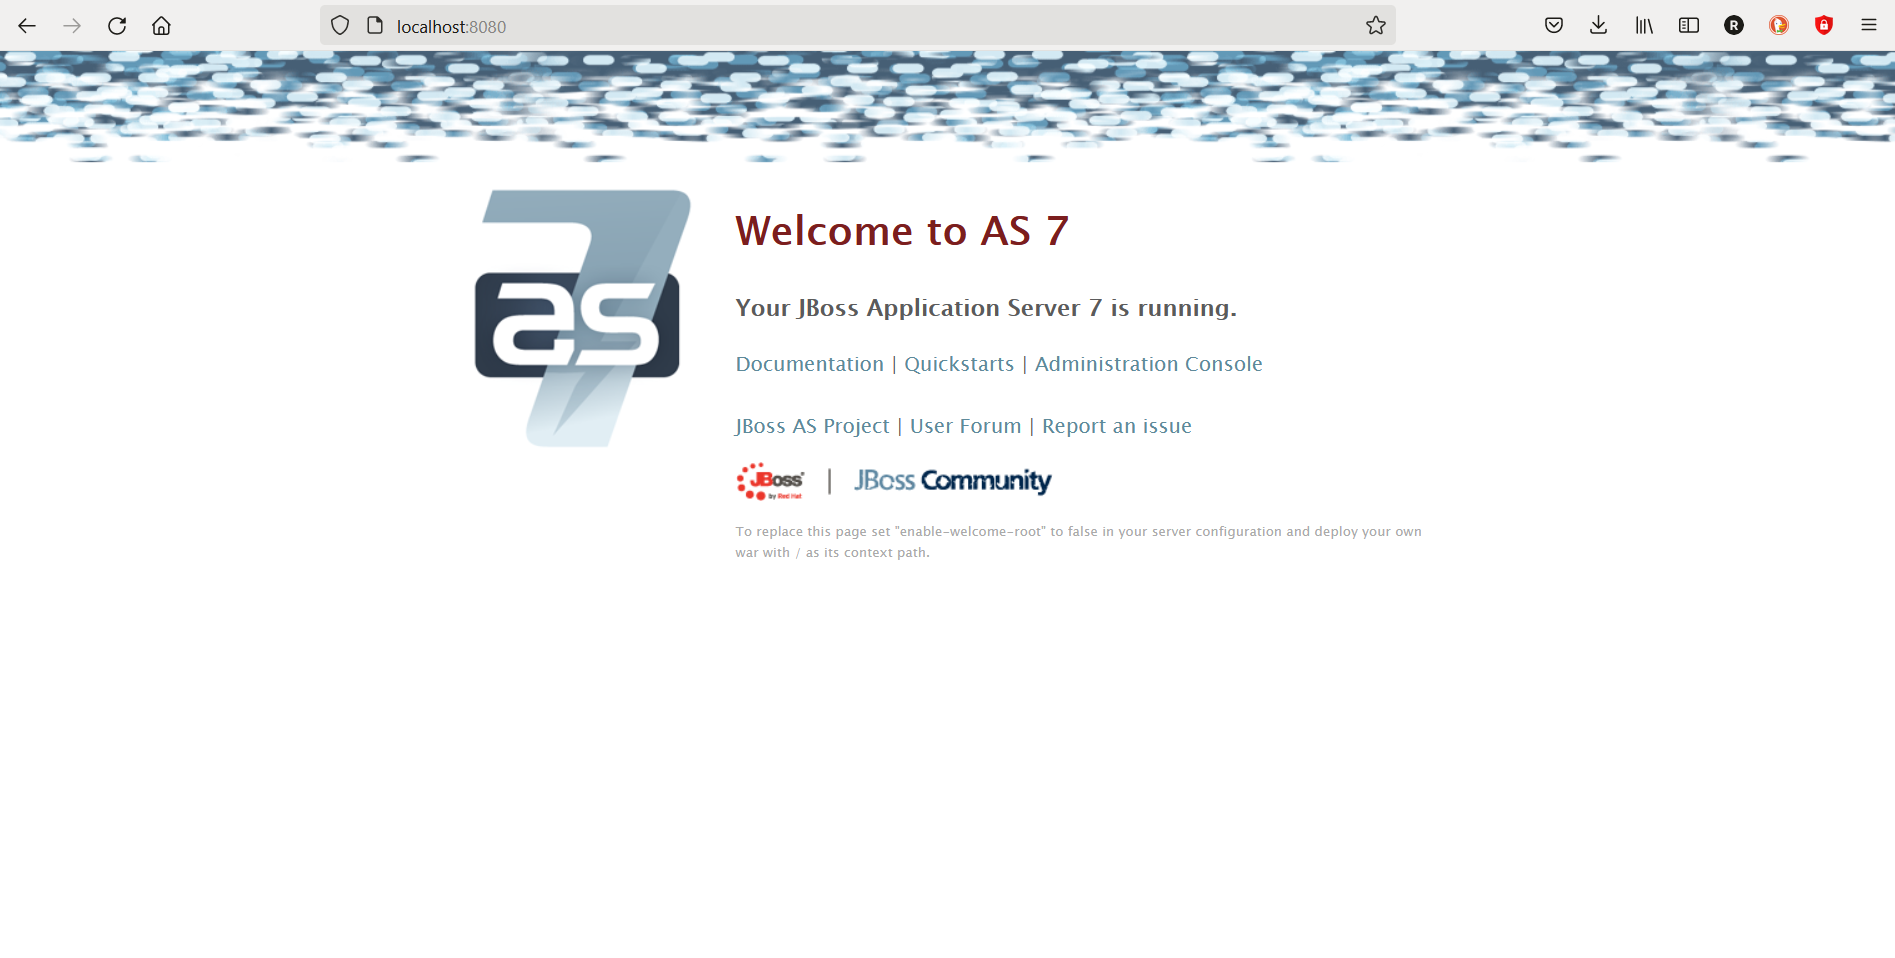 localhost:8080
R
as
Welcome to AS 7
Your JBoss Application Server 7 is running.
Documentation | Quickstarts | Administration Console
JBoss AS Project | User Forum | Report an issue
JBoss by Red Hat | JBoss Community
To replace this page set "enable-welcome-root" to false in your server configuration and deploy your own
war with / as its context path.